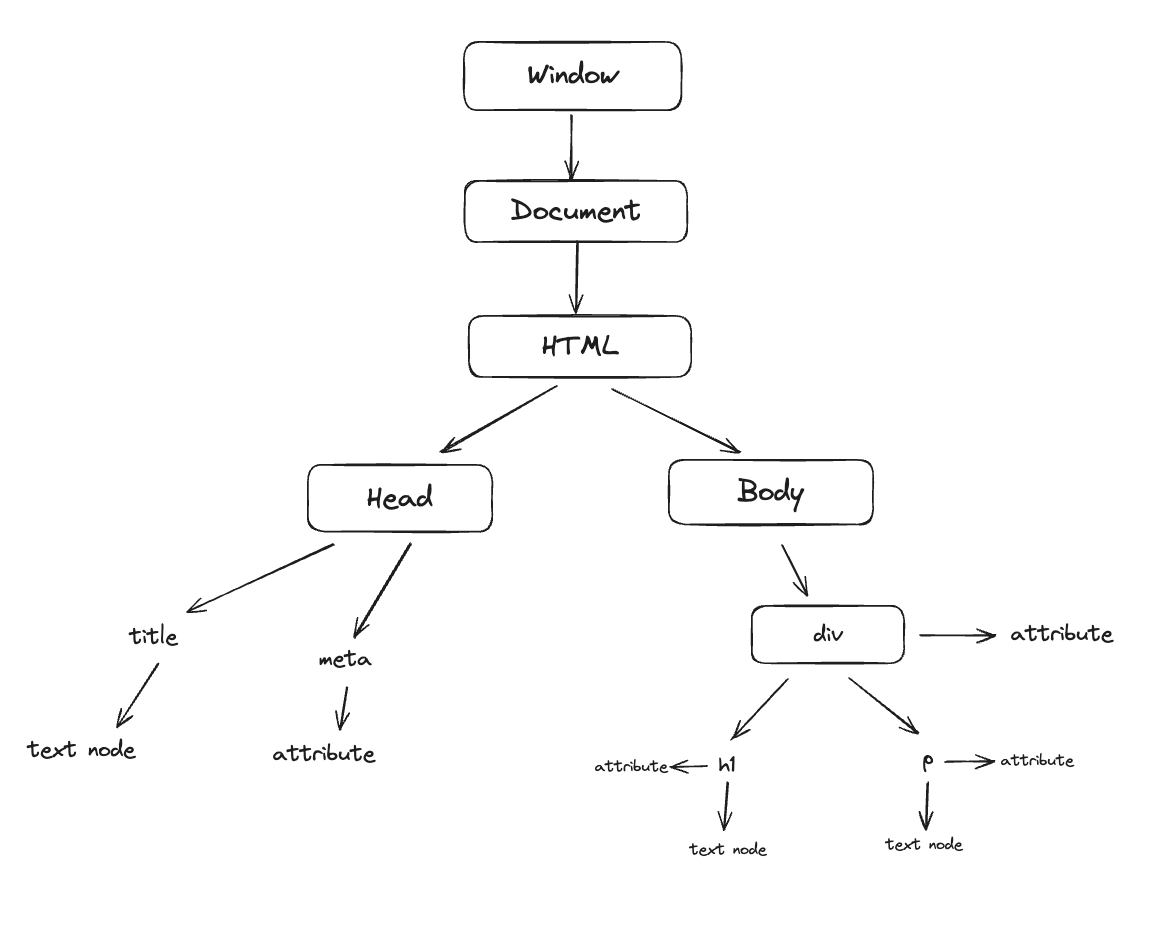 Window
Document
HTML
Head
Body
title
meta
div
attribute
text node
attribute
attribute
h1
p
attribute
text node
text node